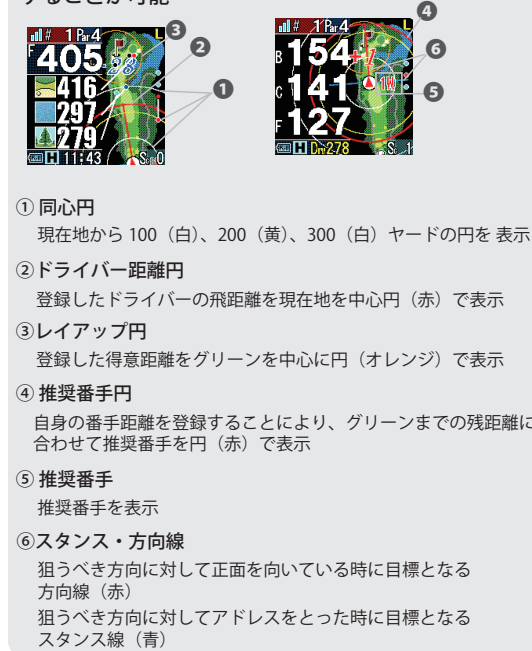 することが可能
1 Par4 L
F 405 28
416
297
279
H 11:43 S 0
③
②
①
1 Par4 L
B 154 +1
C 141 1W
F 127
H Drv278 S 1
④
⑥
⑤
① 同心円
現在地から 100(白)、200(黄)、300(白)ヤードの円を 表示
②ドライバー距離円
登録したドライバーの飛距離を現在地を中心円(赤)で表示
③レイアップ円
登録した得意距離をグリーンを中心に円(オレンジ)で表示
④ 推奨番手円
自身の番手距離を登録することにより、グリーンまでの残距離に
合わせて推奨番手を円(赤)で表示
⑤ 推奨番手
推奨番手を表示
⑥スタンス・方向線
狙うべき方向に対して正面を向いている時に目標となる
方向線(赤)
狙うべき方向に対してアドレスをとった時に目標となる
スタンス線(青)